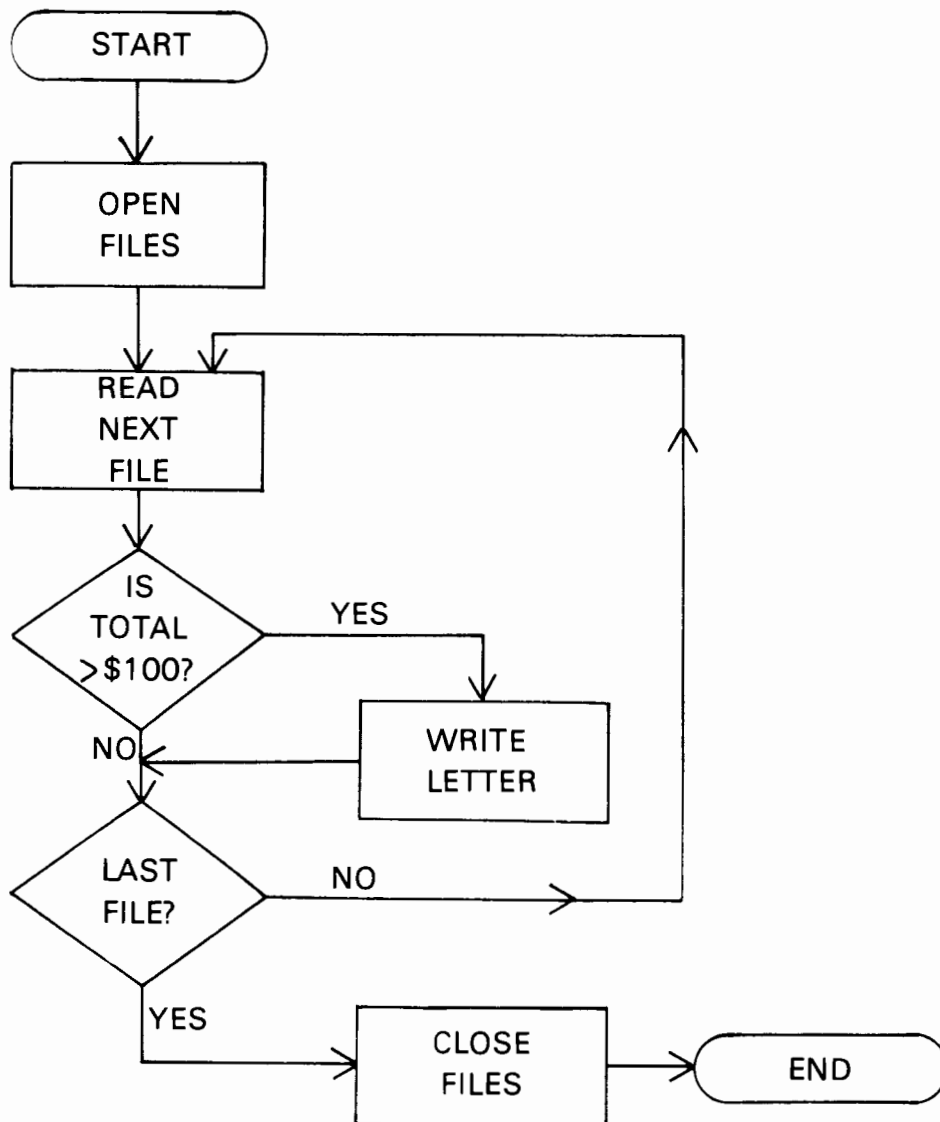 START
OPEN
FILES
READ
NEXT
FILE
IS
TOTAL
>$100?
YES
NO
WRITE
LETTER
LAST
FILE?
NO
YES
CLOSE
FILES
END